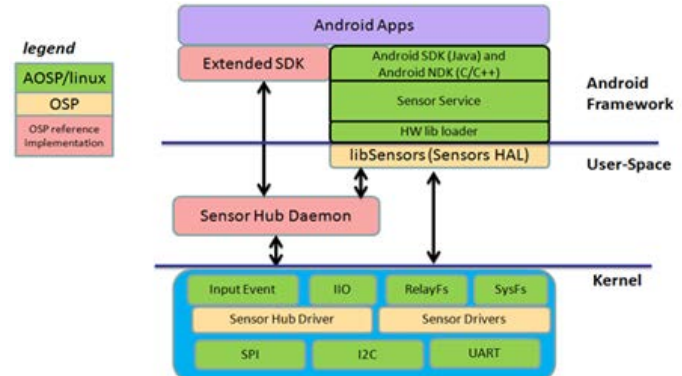 Android Apps
legend
AOSP/linux
OSP
OSP reference
Implementation
Extended SDK
Android SDK (Java) and
Android NDK (C/C++)
Sensor Service
HW lib loader
Android
Framework
libSensors (Sensors HAL)
User-Space
Sensor Hub Daemon
Kernel
Input Event
IIO
RelayFs
SysFs
Sensor Hub Driver
Sensor Drivers
SPI
I2C
UART